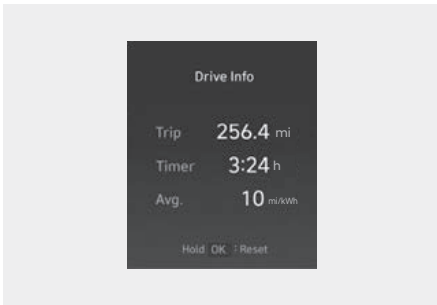 Drive Info
Trip 256.4 mi
Timer 3:24 h
Avg. 10 mi/kWh
Hold OK : Reset